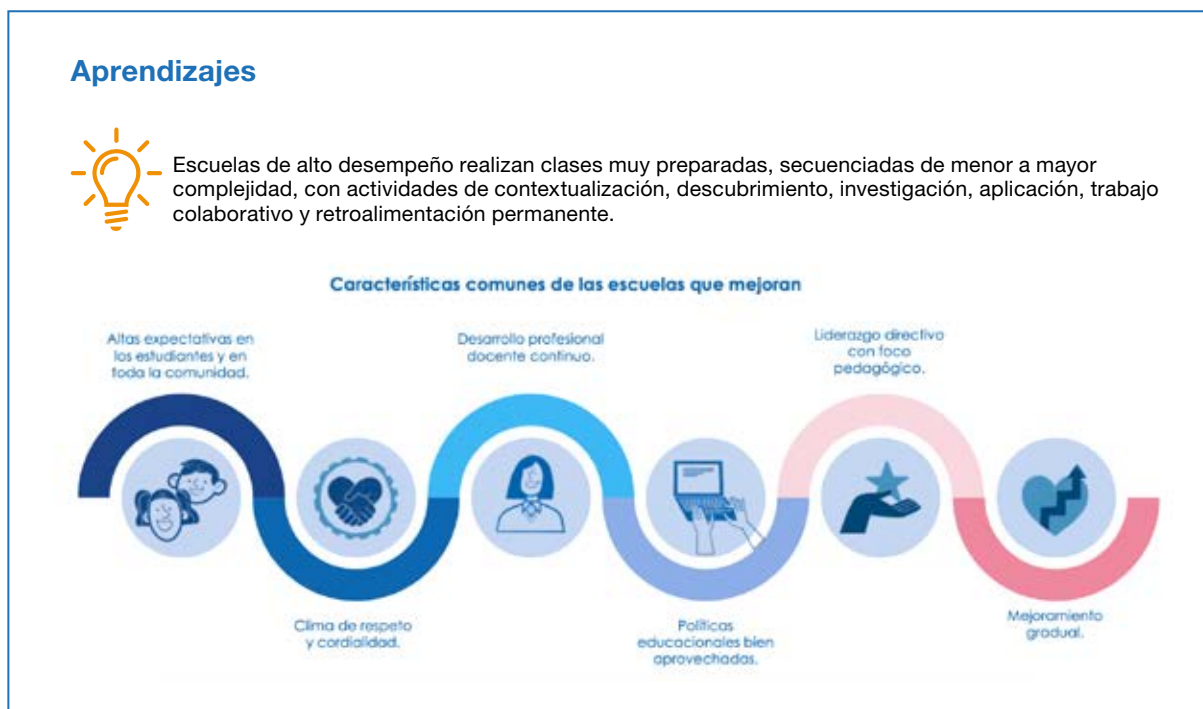 Aprendizajes
Escuelas de alto desempeño realizan clases muy preparadas, secuenciadas de menor a mayor
complejidad, con actividades de contextualización, descubrimiento, investigación, aplicación, trabajo
colaborativo y retroalimentación permanente.
Características comunes de las escuelas que mejoran
Altas expectativas en
los estudiantes y en
toda la comunidad.
Clima de respeto
y cordialidad.
Desarrollo profesional
docente continuo.
Políticas
educacionales bien
aprovechadas.
Liderazgo directivo
con foco
pedagógico.
Mejoramiento
gradual.